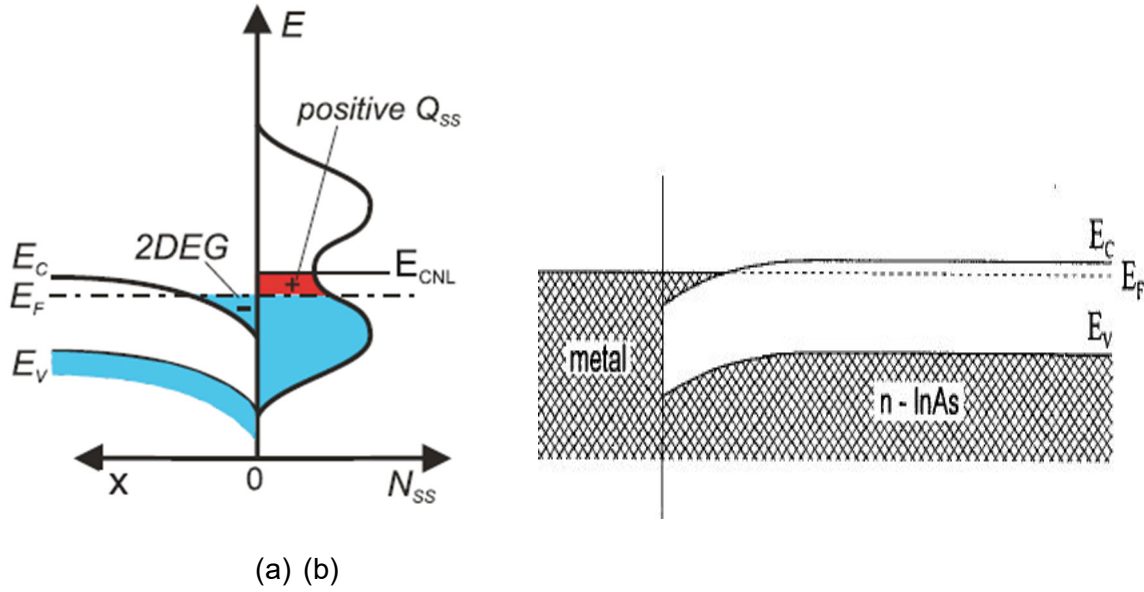 E
positive Q_SS
2DEG
E_C
E_CNL
+
E_F
-
E_V
x
0
N_SS
E_C
E_F
E_V
metal
n - InAs
(a) (b)